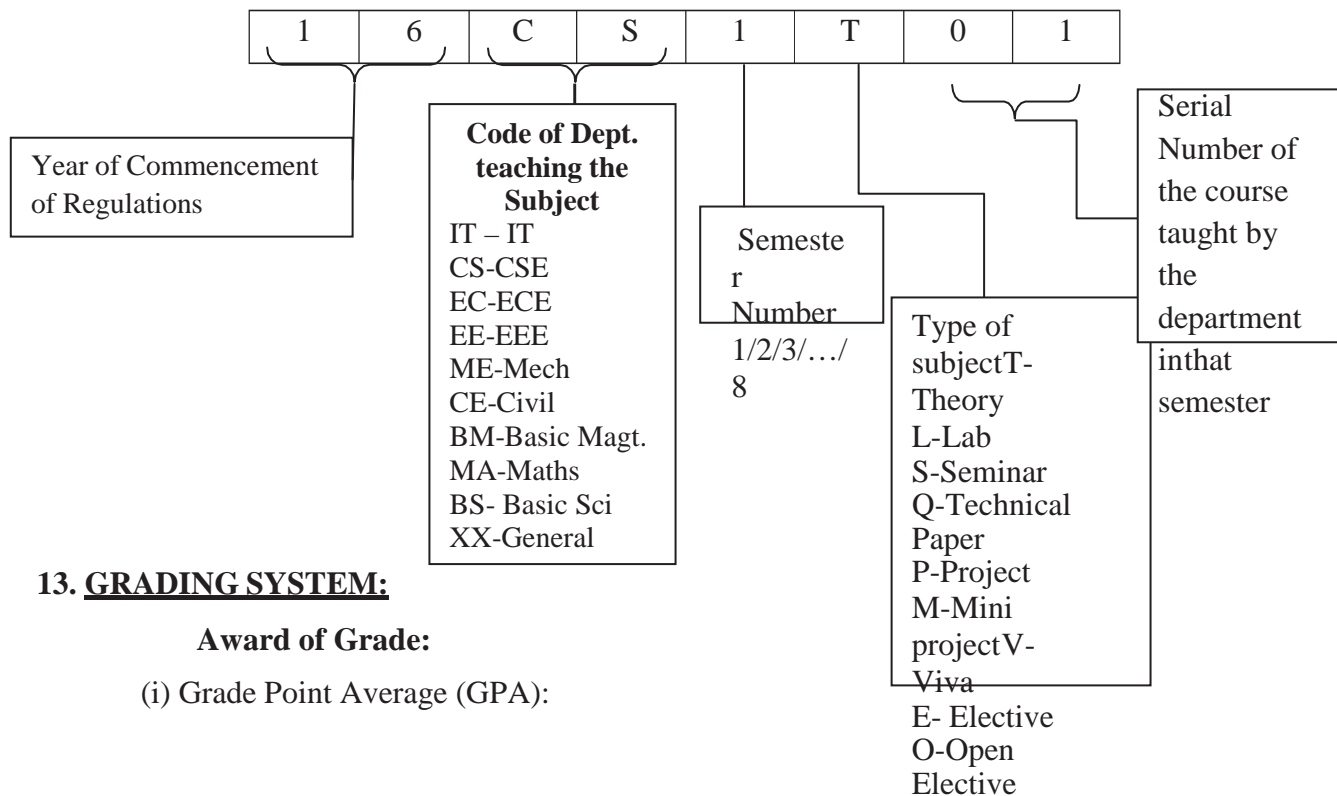 1 6 C S 1 T 0 1
Year of Commencement
of Regulations
Code of Dept.
teaching the
Subject
IT – IT
CS-CSE
EC-ECE
EE-EEE
ME-Mech
CE-Civil
BM-Basic Magt.
MA-Maths
BS- Basic Sci
XX-General
Semeste
r
Number
1/2/3/…/
8
Type of
subjectT-
Theory
L-Lab
S-Seminar
Q-Technical
Paper
P-Project
M-Mini
projectV-
Viva
E- Elective
O-Open
Elective
Serial
Number of
the course
taught by
the
department
inthat
semester
13. GRADING SYSTEM:
Award of Grade:
(i) Grade Point Average (GPA):